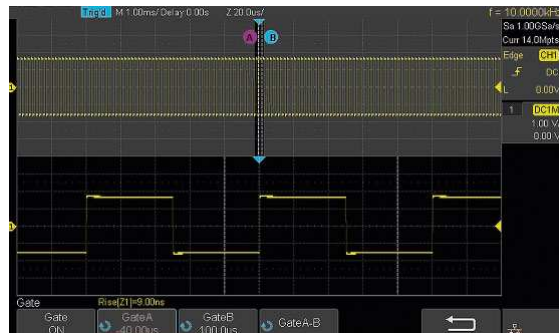 Trig'd M 1.00ms/ Delay:0.00s Z 20.0us/ f = 10.0000kHz
Sa 1.00GSa/s
Curr 14.0Mpts
A B
Edge CH1
DC
L 0.00V
1 DC1M
1.00 V/
0.00 V
1
1
Gate Rise[Z1]=9.00ns
Gate GateA GateB GateA-B
ON -40.00us 100.0us